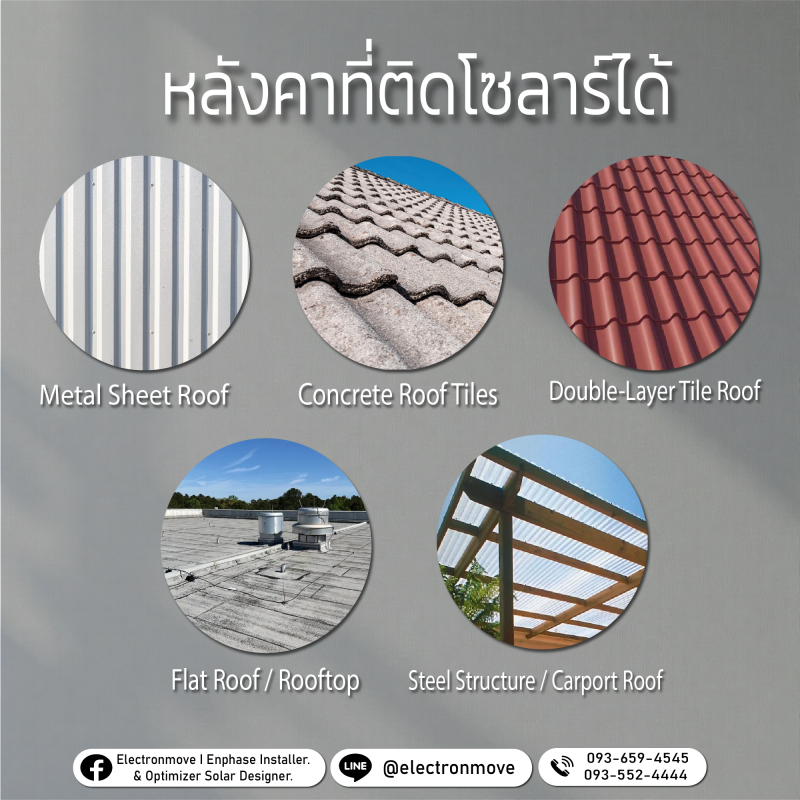 หลังคาที่ติดโซลาร์ได้
Metal Sheet Roof
Concrete Roof Tiles
Double-Layer Tile Roof
Flat Roof / Rooftop
Steel Structure / Carport Roof
Electronmove I Enphase Installer.
& Optimizer Solar Designer.
LINE
@electronmove
093-659-4545
093-552-4444